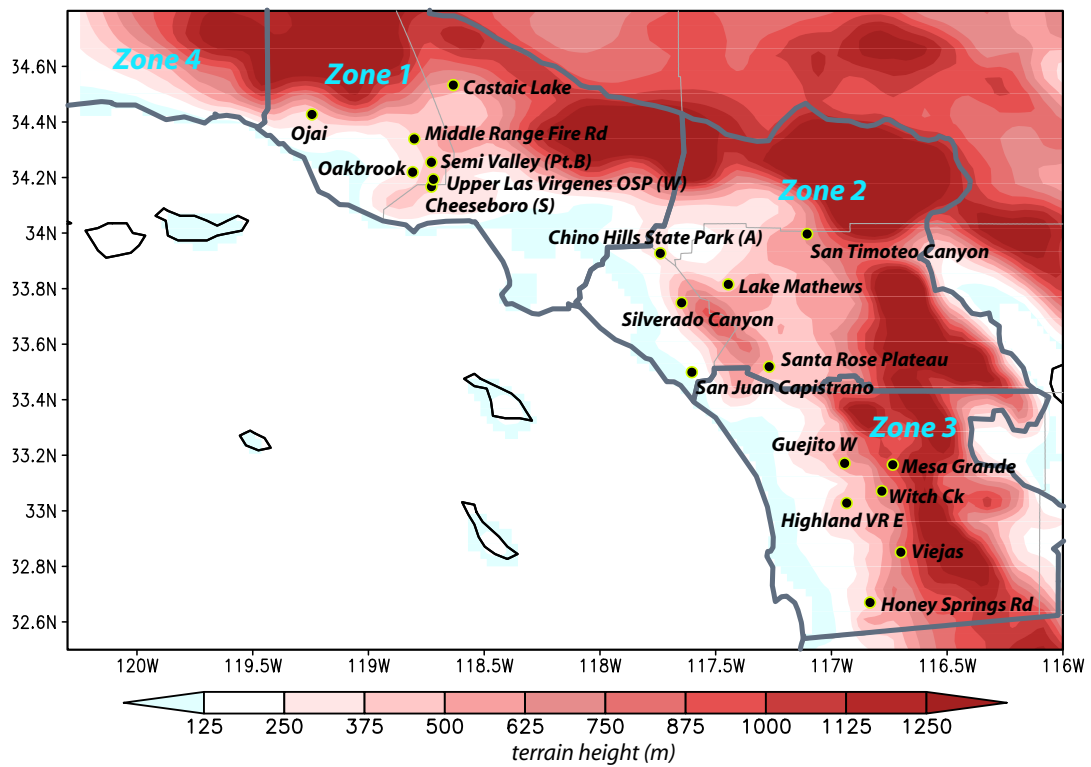 34.6N
34.4N
34.2N
34N
33.8N
33.6N
33.4N
33.2N
33N
32.8N
32.6N
Zone 4
Zone 1
Castaic Lake
Ojai
Middle Range Fire Rd
Semi Valley (Pt.B)
Oakbrook
Upper Las Virgenes OSP (W)
Cheeseboro (S)
Zone 2
Chino Hills State Park (A)
San Timoteo Canyon
Lake Mathews
Silverado Canyon
Santa Rose Plateau
San Juan Capistrano
Zone 3
Guejito W
Mesa Grande
Witch Ck
Highland VR E
Viejas
Honey Springs Rd
120W 119.5W 119W 118.5W 118W 117.5W 117W 116.5W 116W
125 250 375 500 625 750 875 1000 1125 1250
terrain height (m)